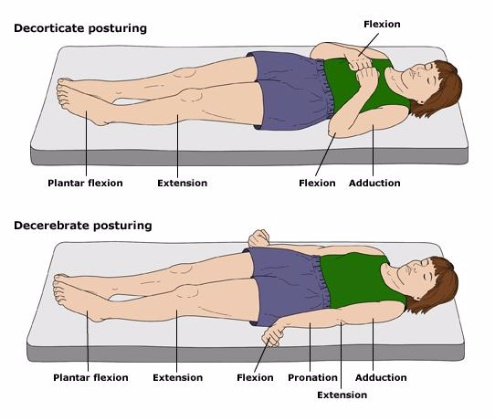 Decorticate posturing
Flexion
Plantar flexion Extension Flexion Adduction
Decerebrate posturing
Plantar flexion Extension Flexion Pronation Adduction
Extension